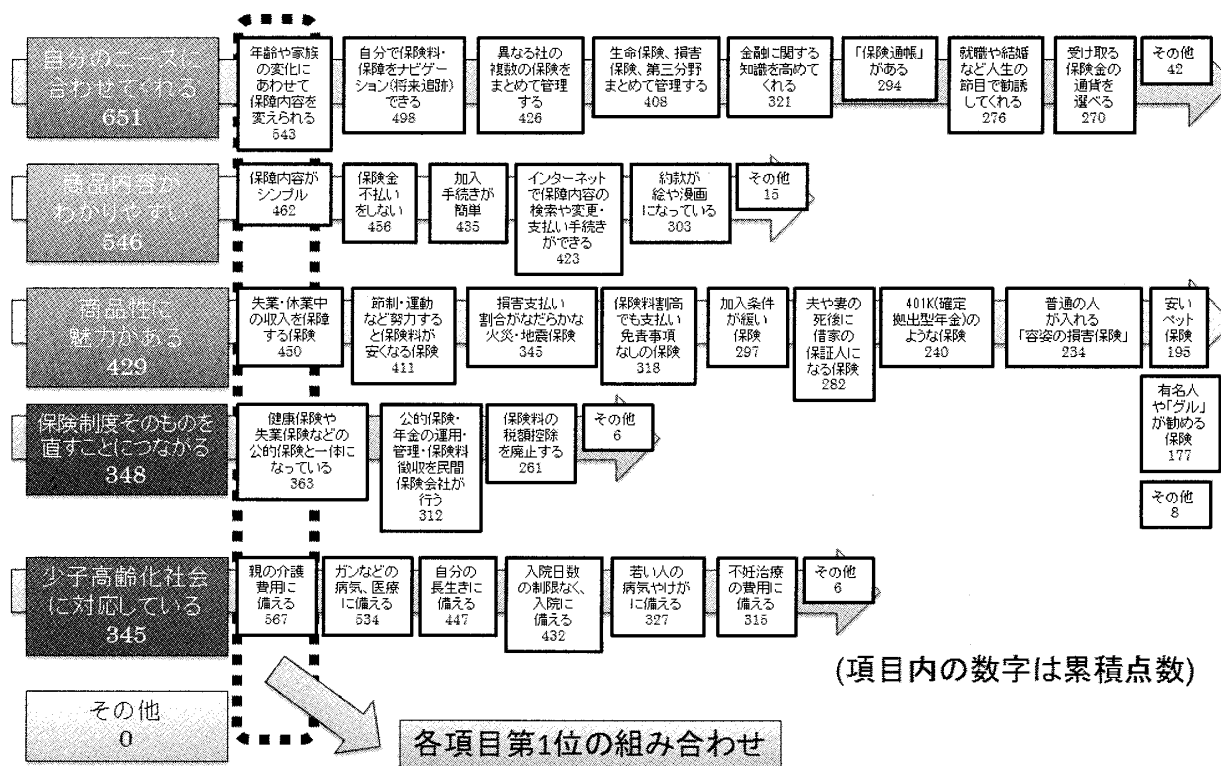 自分のニーズに
合わせてくれる
651
年齢や家族
の変化に
あわせて
保障内容を
変えられる
543
自分で保険料・
保障をナビゲー
ション(将来追跡)
できる
498
異なる社の
複数の保険を
まとめて管理
する
426
生命保険、損害
保険、第三分野
まとめて管理する
408
金融に関する
知識を高めて
くれる
321
「保険通帳」
がある
294
就職や結婚
など人生の
節目で勧誘
してくれる
276
受け取る
保険金の
通貨を
選べる
270
その他
42
546
保障内容が
シンプル
462
保険金
不払い
をしない
456
加入
手続きが
簡単
435
インターネット
で保障内容の
検索や変更・
支払い手続き
ができる
423
約款が
絵や漫画
になっている
303
その他
15
商品性に
魅力がある
429
失業・休業中
の収入を保障
する保険
450
節制・運動
など努力する
と保険料が
安くなる保険
411
損害支払い
割合がなだらかな
火災・地震保険
345
保険料割高
でも支払い
免責事項
なしの保険
318
加入条件
が緩い
保険
297
夫や妻の
死後に
借家の
保証人に
なる保険
282
401K(確定
拠出型年金)の
ような保険
240
普通の人
が入れる
「容姿の損害保険」
234
安い
ペット
保険
195
有名人
や「グル」
が勧める
保険
177
その他
8
保険制度そのものを
直すことにつながる
348
健康保険や
失業保険などの
公的保険と一体に
なっている
363
公的保険・
年金の運用・
管理・保険料
徴収を民間
保険会社が
行う
312
保険料の
税額控除
を廃止する
261
その他
6
少子高齢化社会
に対応している
345
親の介護
費用に
備える
567
ガンなどの
病気、医療
に備える
534
自分の
長生きに
備える
447
入院日数
の制限なく、
入院に
備える
432
若い人の
病気やけが
に備える
327
不妊治療
の費用に
備える
315
その他
6
(項目内の数字は累積点数)
その他
0
各項目第1位の組み合わせ